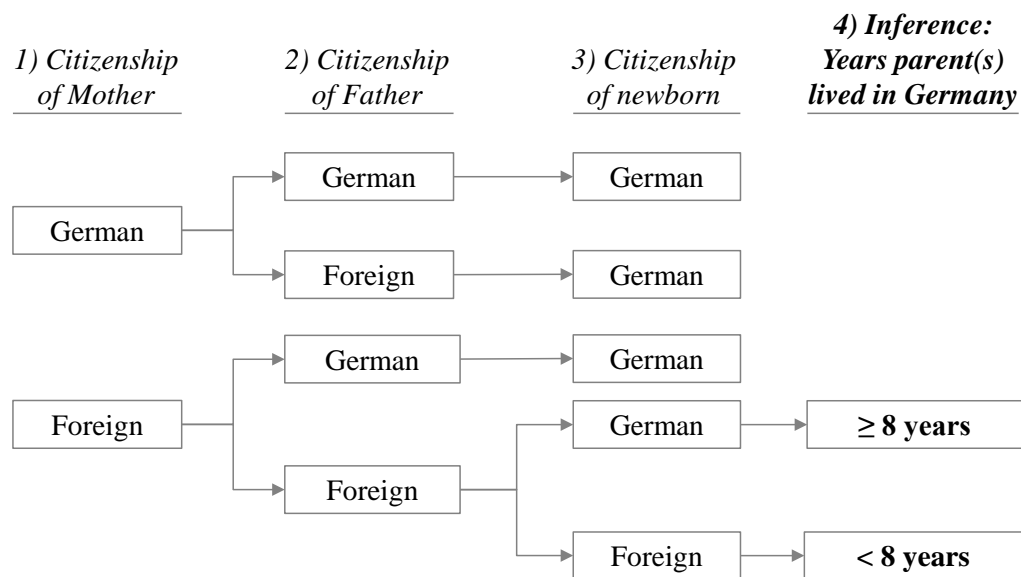 1) Citizenship
of Mother
2) Citizenship
of Father
3) Citizenship
of newborn
4) Inference:
Years parent(s)
lived in Germany
German
German
German
Foreign
German
Foreign
German
German
Foreign
German
≥ 8 years
Foreign
< 8 years